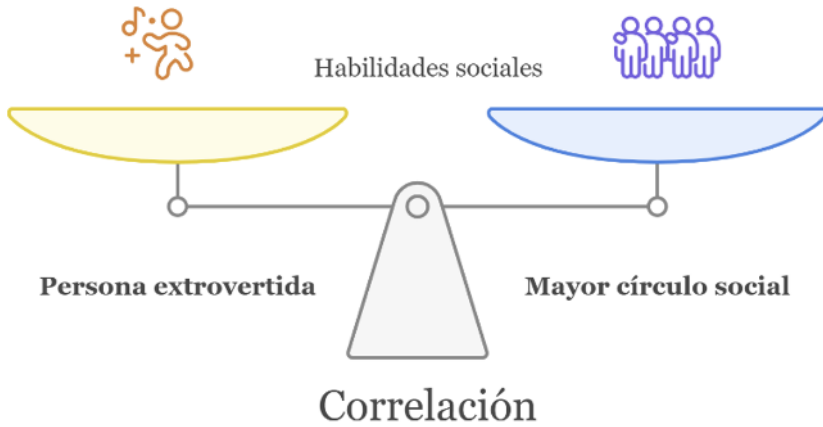 Habilidades sociales
Persona extrovertida
Mayor círculo social
Correlación